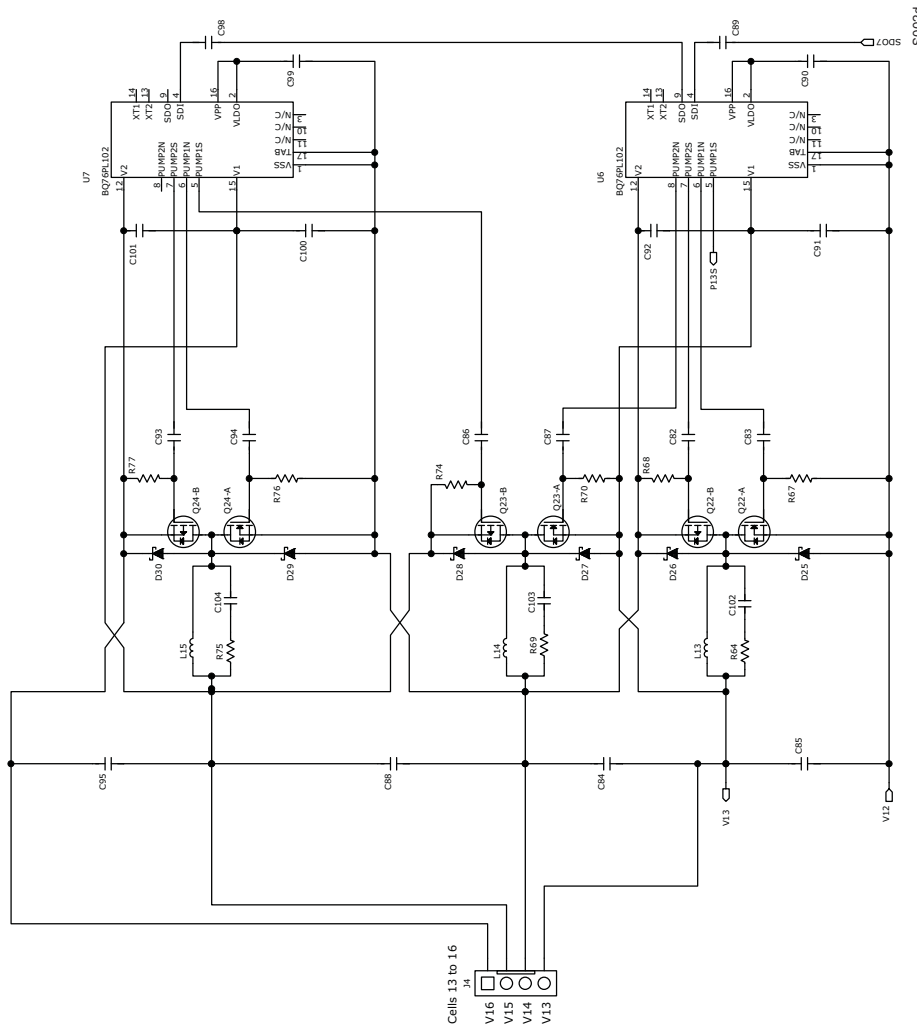 P600S
SDO7
C98
C89
C99
C90
14
13
9
4
16
2
XT1
XT2
SDO
SDI
VPP
VLDO
N/C
3
N/C
10
N/C
11
TAB
17
VSS
1
U7
BQ76PL102
V2
PUMP2N
PUMP2S
PUMP1N
PUMP1S
V1
12
8
7
6
5
15
14
13
9
4
16
2
XT1
XT2
SDO
SDI
VPP
VLDO
N/C
3
N/C
10
N/C
11
TAB
17
VSS
1
U6
BQ76PL102
V2
PUMP2N
PUMP2S
PUMP1N
PUMP1S
V1
12
8
7
6
5
15
C101
C100
C92
C91
P13S
C93
C94
C86
C87
C82
C83
R77
R76
R74
R70
R68
R67
Q24-B
Q24-A
Q23-B
Q23-A
Q22-B
Q22-A
D30
D29
D28
D27
D26
D25
C104
C103
C102
L15
R75
L14
R69
L13
R64
C95
C88
C84
C85
V13
V12
Cells 13 to 16
J4
V16
V15
V14
V13